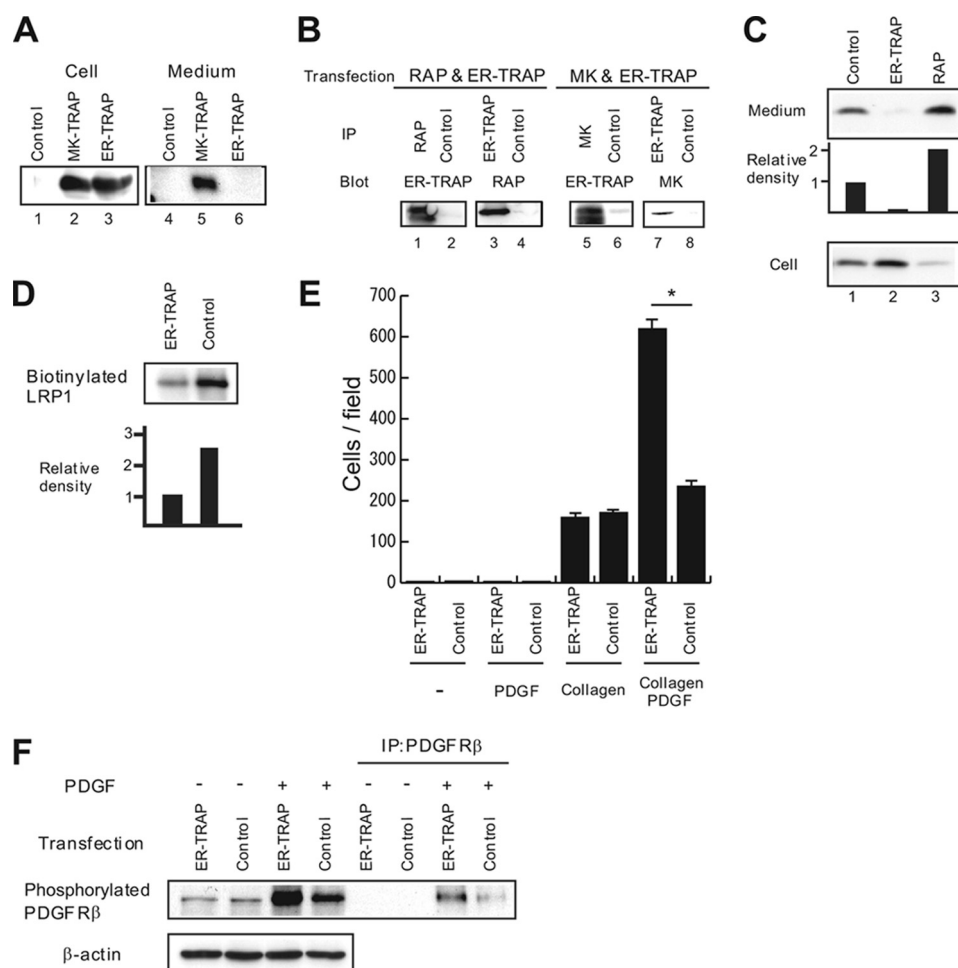 A
Cell Medium
Control MK-TRAP ER-TRAP Control MK-TRAP ER-TRAP
1 2 3 4 5 6
B
Transfection RAP & ER-TRAP MK & ER-TRAP
IP RAP Control ER-TRAP Control MK Control ER-TRAP Control
Blot ER-TRAP RAP ER-TRAP MK
1 2 3 4 5 6 7 8
C
Control ER-TRAP RAP
Medium
Relative
density
2
1
Cell
1 2 3
D
ER-TRAP Control
Biotinylated
LRP1
Relative
density
3
2
1
E
Cells / field
700
600
500
400
300
200
100
0
*
ER-TRAP Control ER-TRAP Control ER-TRAP Control ER-TRAP Control
- PDGF Collagen Collagen
PDGF
F
IP:PDGFRβ
PDGF - - + + - - + +
Transfection ER-TRAP Control ER-TRAP Control ER-TRAP Control ER-TRAP Control
Phosphorylated
PDGFRβ
β-actin